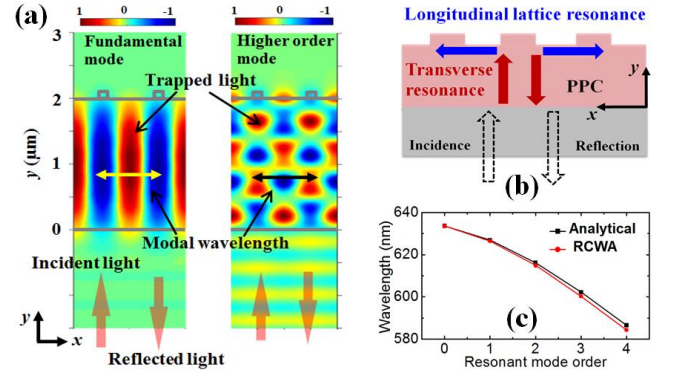 (a)
-1 0 1
-1 0 1
Fundamental
mode
Higher order
mode
Trapped light
Modal wavelength
Incident light
Reflected light
y (μm)
3
2
1
0
y
x
Longitudinal lattice resonance
Transverse
resonance
PPC
y
x
Incidence
Reflection
(b)
Wavelength (nm)
640
620
600
580
Analytical
RCWA
(c)
0 1 2 3 4
Resonant mode order